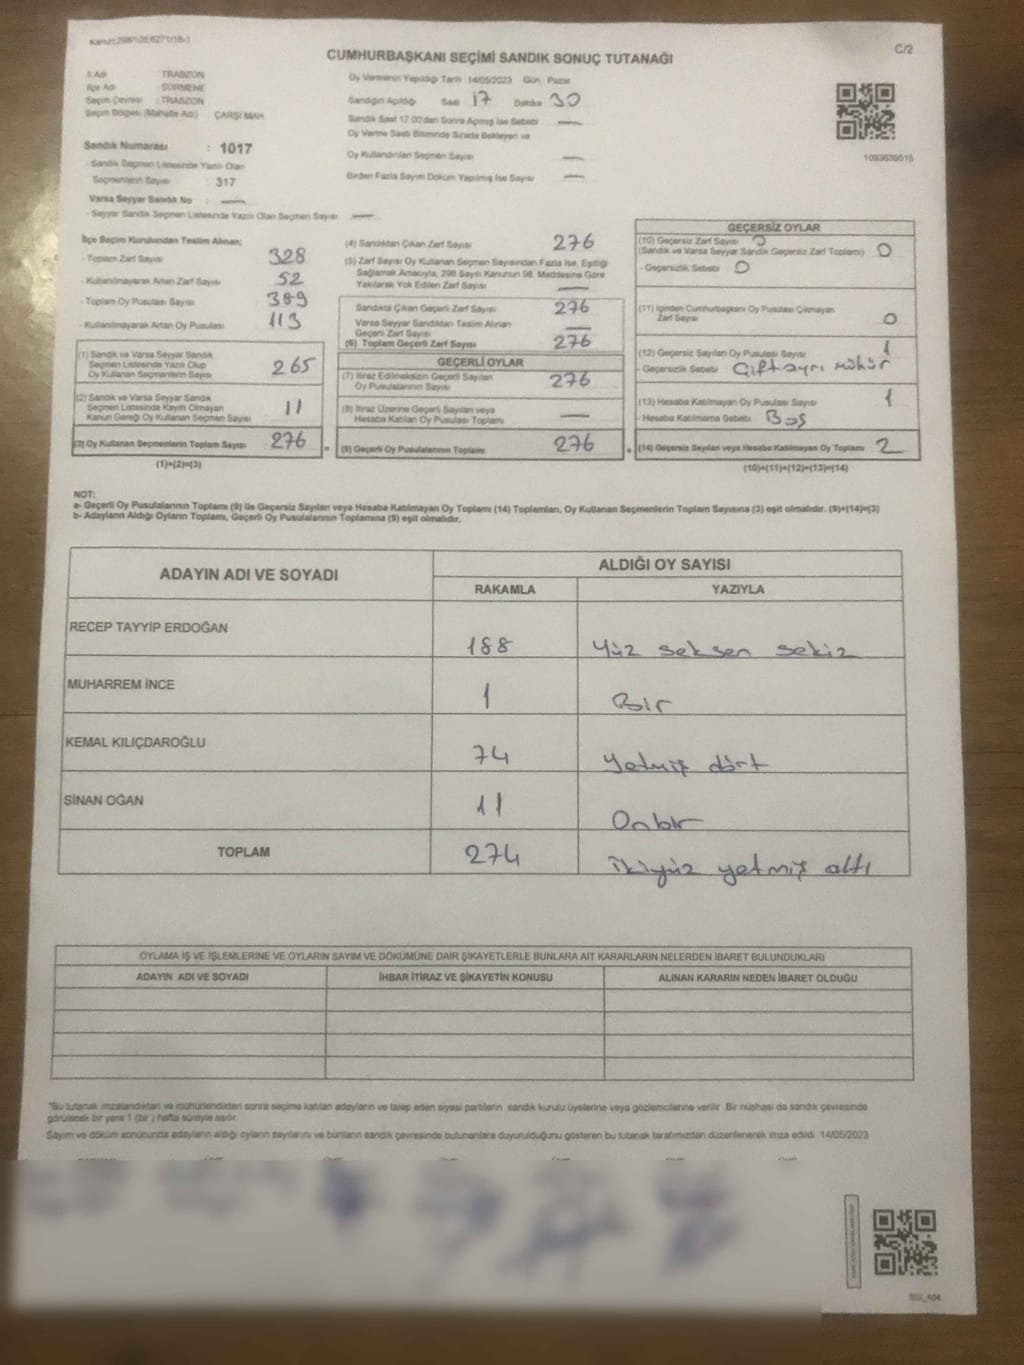 C/2
CUMHURBAŞKANI SEÇİMİ SANDIK SONUÇ TUTANAĞI
İl Adı : TRABZON
İlçe Adı : SÜRMENE
Seçim Çevresi : TRABZON
Seçim Bölgesi (Mahalle Adı) : ÇARŞI MAH.
Sandık Numarası : 1017
- Sandık Seçmen Listesinde Yazılı Olan
Seçmenlerin Sayısı : 317
Varsa Seyyar Sandık No : —
- Seyyar Sandık Seçmen Listesinde Yazılı Olan Seçmen Sayısı : —
Oy Vermenin Yapıldığı Tarih : 14/05/2023 Gün : Pazar
Sandığın Açıldığı Saat 17 Dakika 30
Sandık Saat 17.00'dan Sonra Açılmış İse Sebebi —
Oy Verme Saati Bitiminde Sırada Bekleyen ve
Oy Kullandırılan Seçmen Sayısı —
Birden Fazla Sayım Döküm Yapılmış İse Sayısı —
1093639515
İlçe Seçim Kurulundan Teslim Alınan;
- Toplam Zarf Sayısı 328
- Kullanılmayarak Artan Zarf Sayısı 52
- Toplam Oy Pusulası Sayısı 389
- Kullanılmayarak Artan Oy Pusulası 113
(1) Sandık ve Varsa Seyyar Sandık
Seçmen Listesinde Yazılı Olup
Oy Kullanan Seçmenlerin Sayısı 265
(2) Sandık ve Varsa Seyyar Sandık
Seçmen Listesinde Kayıtlı Olmayan
Kanun Gereği Oy Kullanan Seçmen Sayısı 11
(3) Oy Kullanan Seçmenlerin Toplam Sayısı 276
(1)+(2)=(3)
(4) Sandıktan Çıkan Zarf Sayısı 276
(5) Zarf Sayısı Oy Kullanan Seçmen Sayısından Fazla İse, Eşitliği
Sağlamak Amacıyla, 298 Sayılı Kanunun 98. Maddesine Göre
Yakılarak Yok Edilen Zarf Sayısı —
Sandıkta Çıkan Geçerli Zarf Sayısı 276
Varsa Seyyar Sandıktan Teslim Alınan
Geçerli Zarf Sayısı —
(6) Toplam Geçerli Zarf Sayısı 276
GEÇERLİ OYLAR
(7) İtiraz Edilmeksizin Geçerli Sayılan
Oy Pusulalarının Sayısı 276
(8) İtiraz Üzerine Geçerli Sayılan veya
Hesaba Katılan Oy Pusulası Toplamı —
= (9) Geçerli Oy Pusulalarının Toplamı 276 +
GEÇERSİZ OYLAR
(10) Geçersiz Zarf Sayısı 0
(Sandık ve Varsa Seyyar Sandık Geçersiz Zarf Toplamı) 0
- Geçersizlik Sebebi 0
(11) İçinden Cumhurbaşkanı Oy Pusulası Çıkmayan
Zarf Sayısı 0
(12) Geçersiz Sayılan Oy Pusulası Sayısı 1
- Geçersizlik Sebebi Çift ayrı mühür
(13) Hesaba Katılmayan Oy Pusulası Sayısı 1
- Hesaba Katılmama Sebebi Boş
(14) Geçersiz Sayılan veya Hesaba Katılmayan Oy Toplamı 2
(10)+(11)+(12)+(13)=(14)
NOT:
a- Geçerli Oy Pusulalarının Toplamı (9) ile Geçersiz Sayılan veya Hesaba Katılmayan Oy Toplamı (14) Toplamları, Oy Kullanan Seçmenlerin Toplam Sayısına (3) eşit olmalıdır. (9)+(14)=(3)
b- Adayların Aldığı Oyların Toplamı, Geçerli Oy Pusulalarının Toplamına (9) eşit olmalıdır.
ADAYIN ADI VE SOYADI ALDIĞI OY SAYISI
RAKAMLA YAZIYLA
RECEP TAYYİP ERDOĞAN 188 Yüz seksen sekiz
MUHARREM İNCE 1 Bir
KEMAL KILIÇDAROĞLU 74 Yetmiş dört
SİNAN OĞAN 11 Onbir
TOPLAM 274 ikiyüz yetmiş altı
OYLAMA İŞ VE İŞLEMLERİNE VE OYLARIN SAYIM VE DÖKÜMÜNE DAİR ŞİKAYETLERLE BUNLARA AİT KARARLARIN NELERDEN İBARET BULUNDUKLARI
ADAYIN ADI VE SOYADI İHBAR İTİRAZ VE ŞİKAYETİN KONUSU ALINAN KARARIN NEDEN İBARET OLDUĞU
"Bu tutanak imzalandıktan ve mühürlendikten sonra seçime katılan adayların ve talep eden siyasi partilerin sandık kurulu üyelerine veya gözlemcilerine verilir. Bir nüshası da sandık çevresinde
görülecek bir yere 1 (bir) hafta süreyle asılır.
Sayım ve döküm sonucunda adayların aldığı oyların sayılarını ve bunların sandık çevresinde bulunanlara duyurulduğunu gösteren bu tutanak tarafımızdan düzenlenerek imza edildi. 14/05/2023